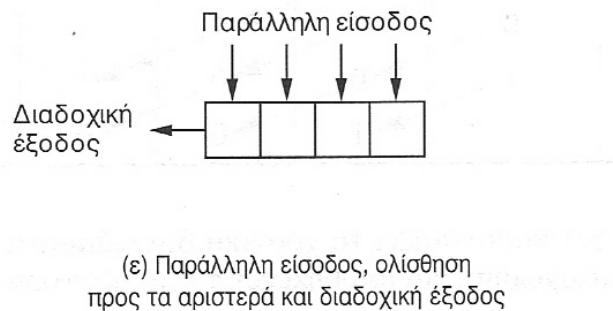 Παράλληλη είσοδος
Διαδοχική
έξοδος
(ε) Παράλληλη είσοδος, ολίσθηση
προς τα αριστερά και διαδοχική έξοδος